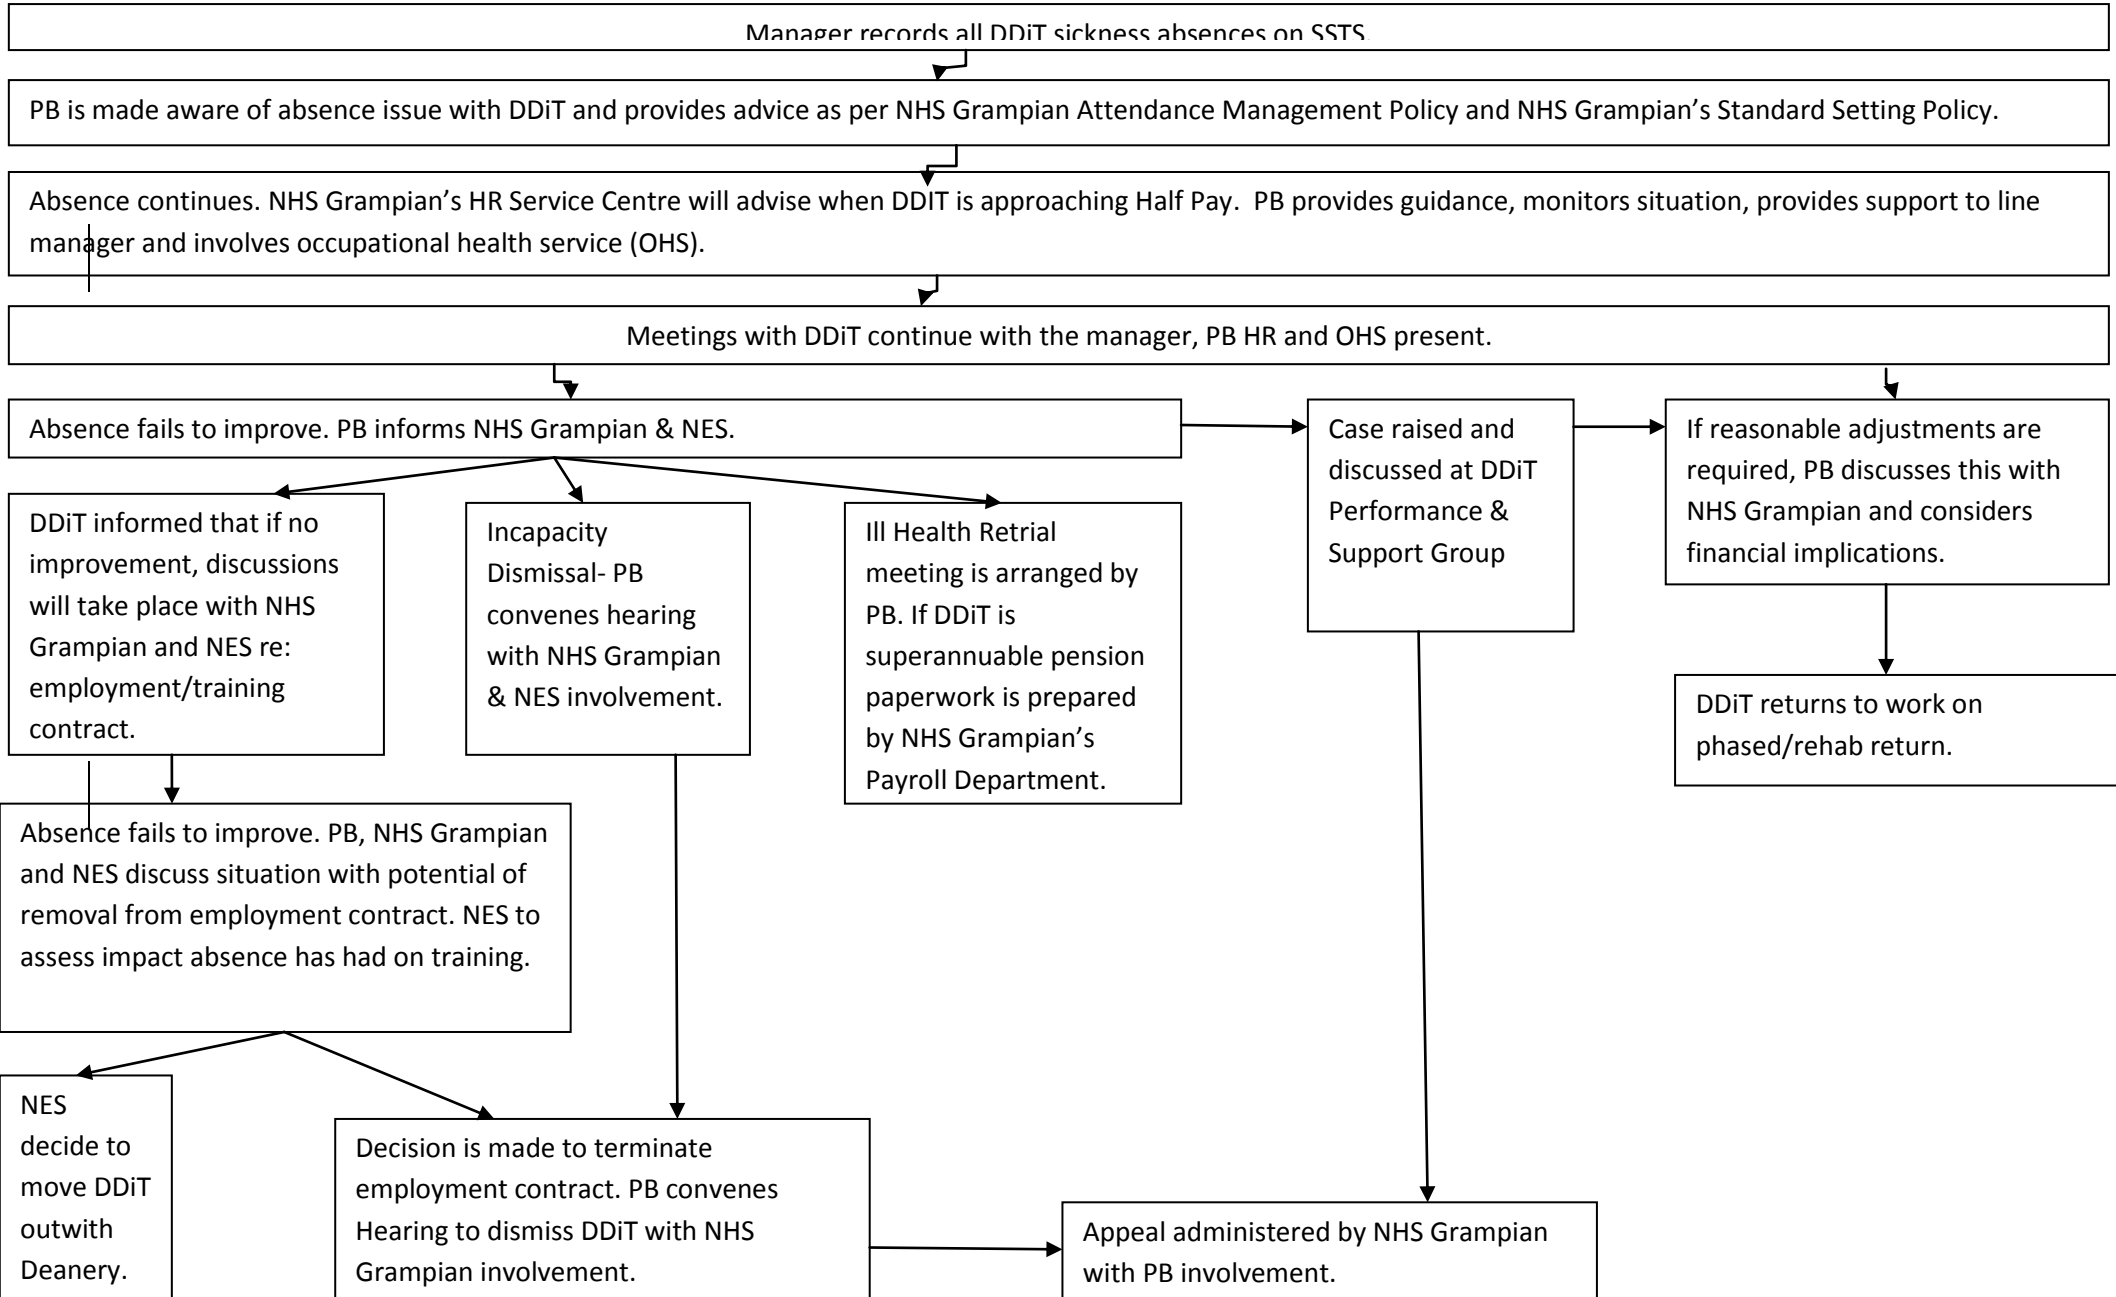 Manager records all DDiT sickness absences on SSTS.
PB is made aware of absence issue with DDiT and provides advice as per NHS Grampian Attendance Management Policy and NHS Grampian’s Standard Setting Policy.
Absence continues. NHS Grampian’s HR Service Centre will advise when DDIT is approaching Half Pay.  PB provides guidance, monitors situation, provides support to line
manager and involves occupational health service (OHS).
Meetings with DDiT continue with the manager, PB HR and OHS present.
Absence fails to improve. PB informs NHS Grampian & NES.
Case raised and
discussed at DDiT
Performance &
Support Group
If reasonable adjustments are
required, PB discusses this with
NHS Grampian and considers
financial implications.
DDiT informed that if no
improvement, discussions
will take place with NHS
Grampian and NES re:
employment/training
contract.
Incapacity
Dismissal- PB
convenes hearing
with NHS Grampian
& NES involvement.
Ill Health Retrial
meeting is arranged by
PB. If DDiT is
superannuable pension
paperwork is prepared
by NHS Grampian’s
Payroll Department.
DDiT returns to work on
phased/rehab return.
Absence fails to improve. PB, NHS Grampian
and NES discuss situation with potential of
removal from employment contract. NES to
assess impact absence has had on training.
NES
decide to
move DDiT
outwith
Deanery.
Decision is made to terminate
employment contract. PB convenes
Hearing to dismiss DDiT with NHS
Grampian involvement.
Appeal administered by NHS Grampian
with PB involvement.